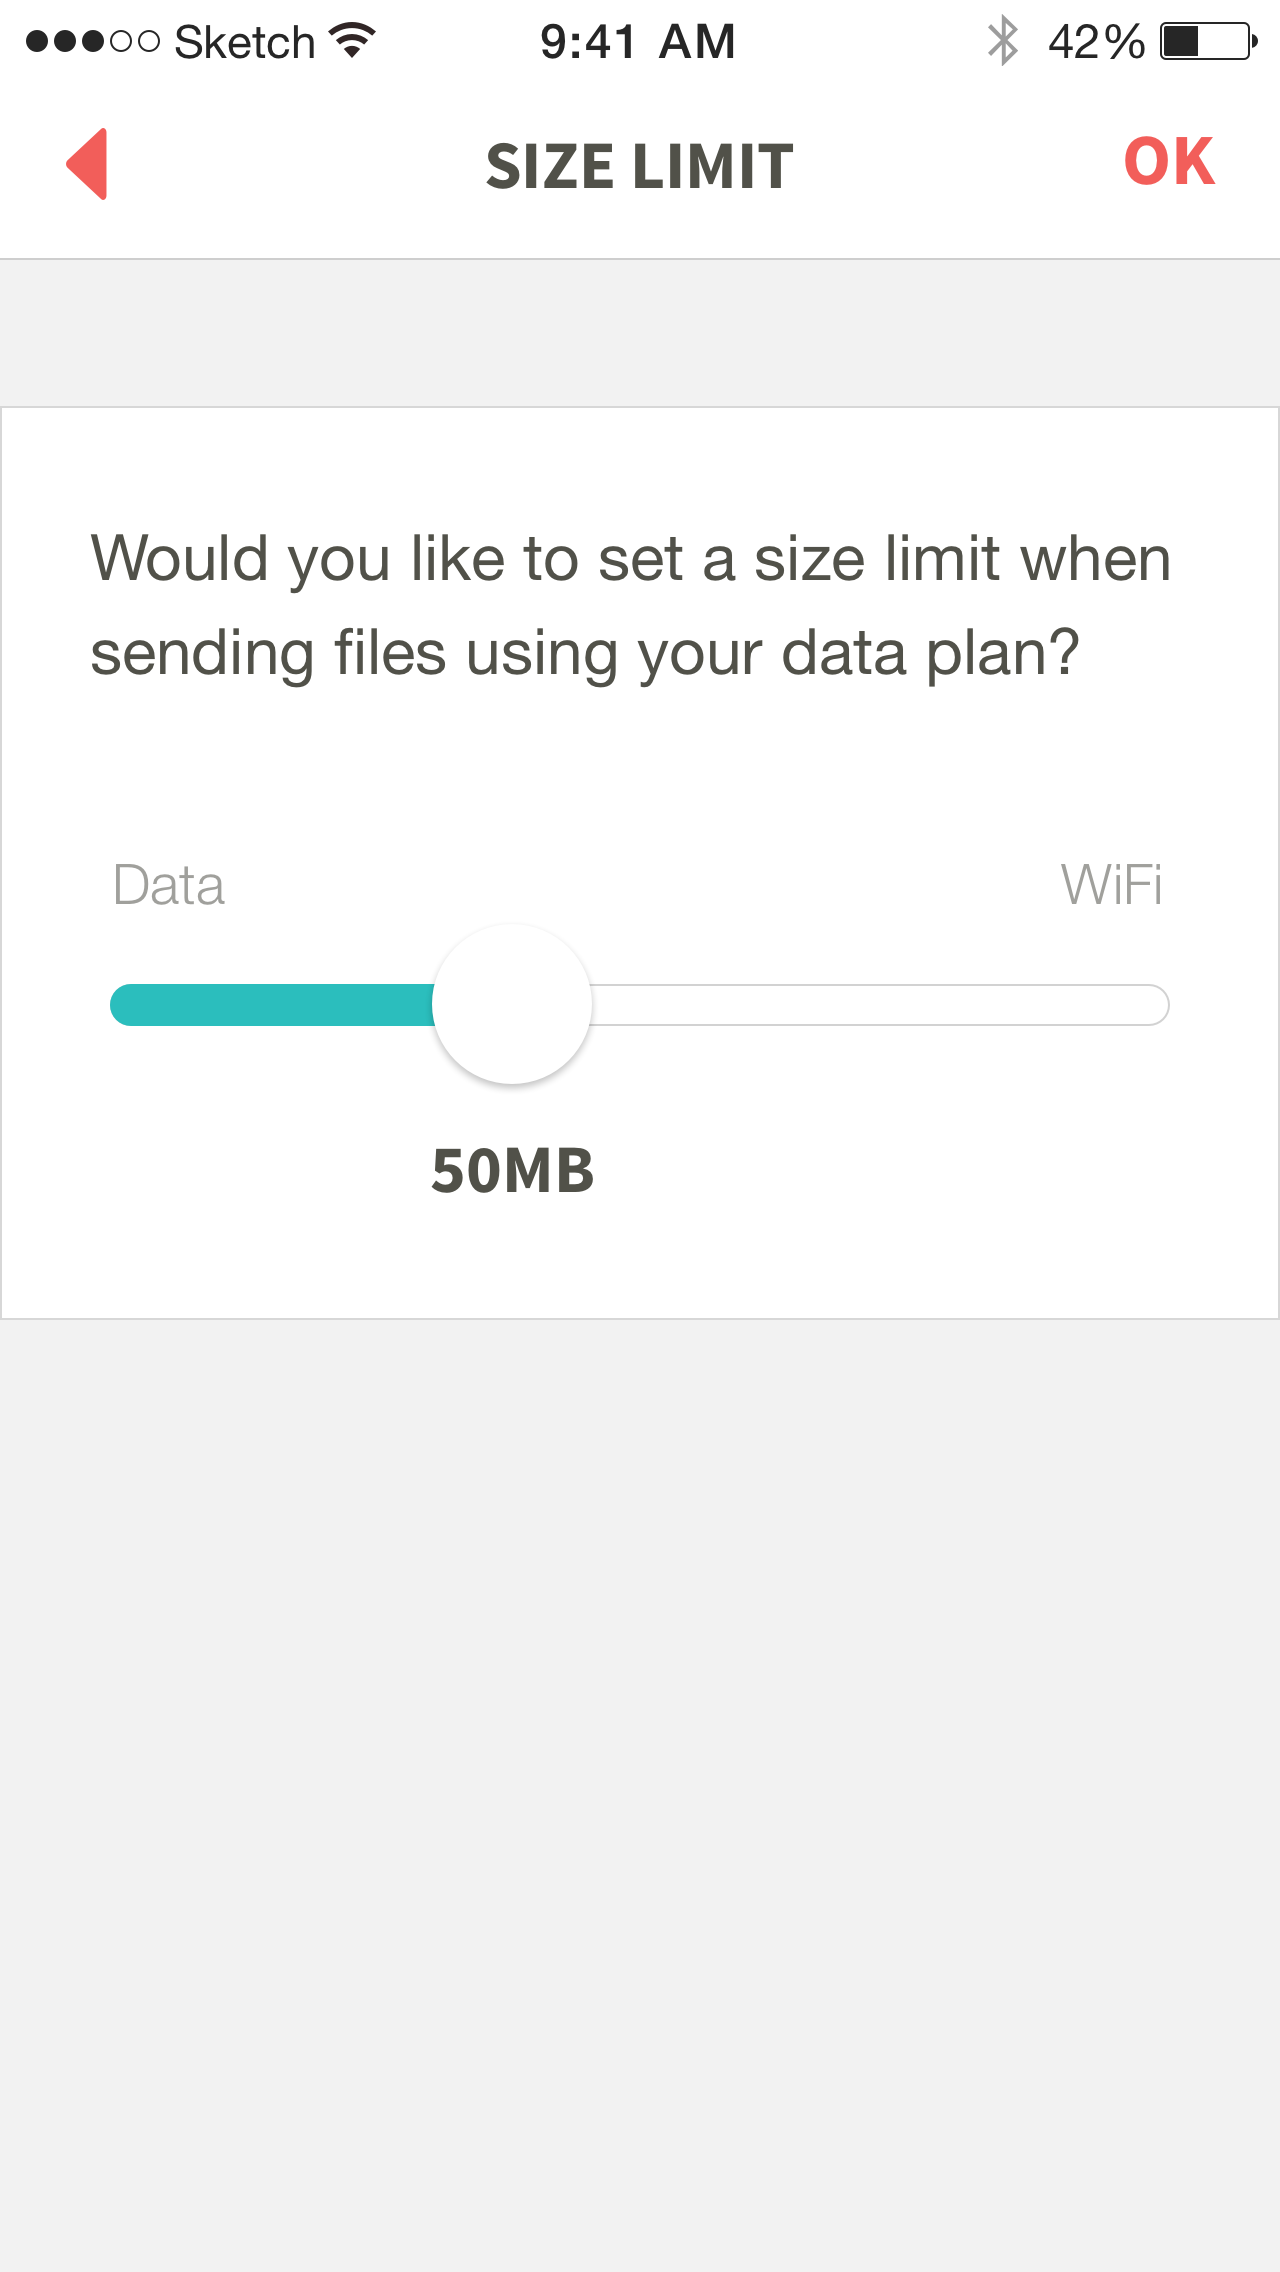 Sketch 9:41 AM 42%
SIZE LIMIT OK
Would you like to set a size limit when
sending files using your data plan?
Data WiFi
50MB